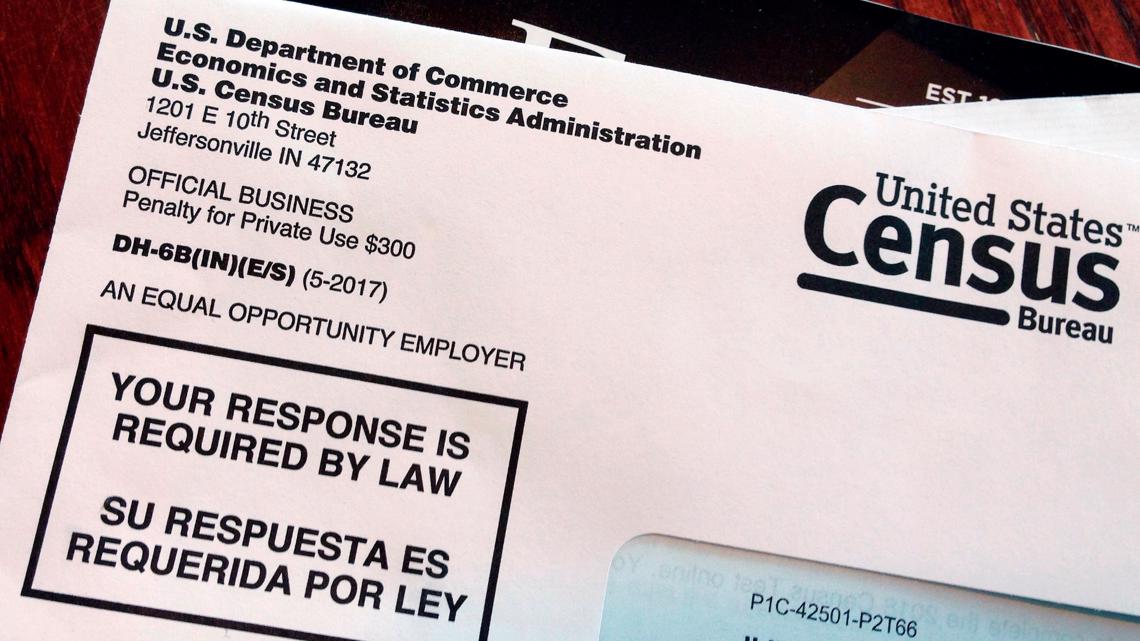 U.S. Department of Commerce
Economics and Statistics Administration
U.S. Census Bureau
1201 E 10th Street
Jeffersonville IN 47132
OFFICIAL BUSINESS
Penalty for Private Use $300
DH-6B(IN)(E/S) (5-2017)
AN EQUAL OPPORTUNITY EMPLOYER
YOUR RESPONSE IS
REQUIRED BY LAW
SU RESPUESTA ES
REQUERIDA POR LEY
EST
United States™
Census
Bureau
P1C-42501-P2T66